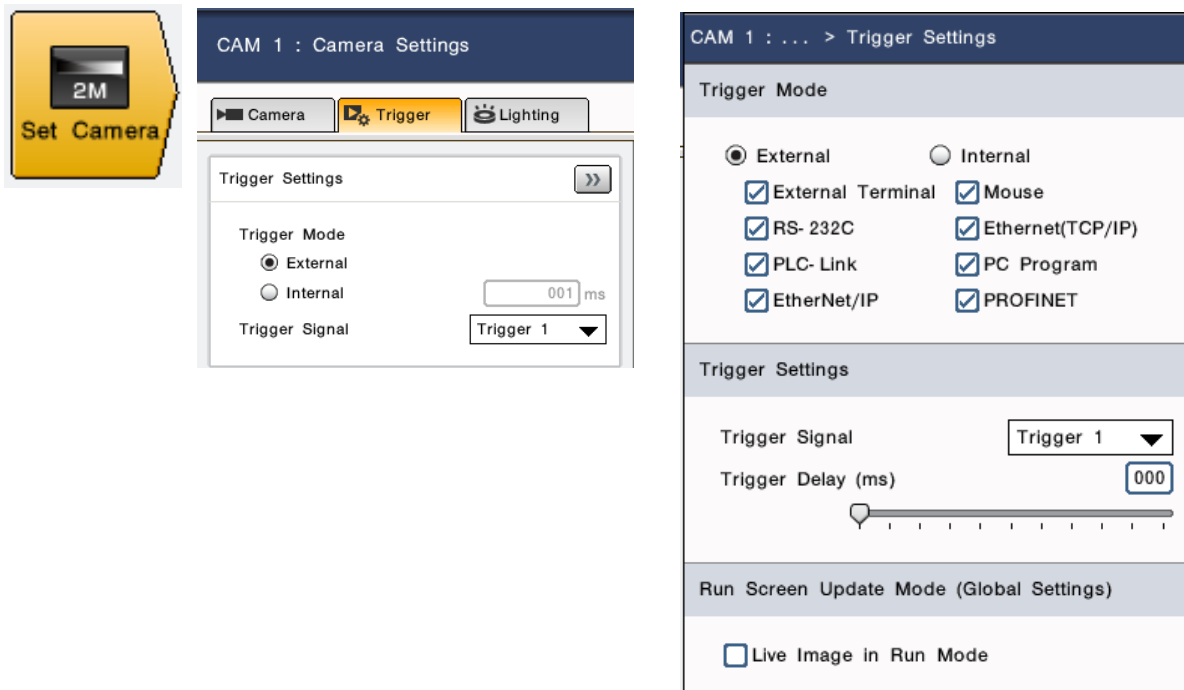 2M
Set Camera
CAM 1 : Camera Settings
Camera
Trigger
Lighting
Trigger Settings
Trigger Mode
External
Internal
001 ms
Trigger Signal
Trigger 1
CAM 1 : ... > Trigger Settings
Trigger Mode
External
Internal
External Terminal
Mouse
RS-232C
Ethernet(TCP/IP)
PLC-Link
PC Program
EtherNet/IP
PROFINET
Trigger Settings
Trigger Signal
Trigger 1
Trigger Delay (ms)
000
Run Screen Update Mode (Global Settings)
Live Image in Run Mode